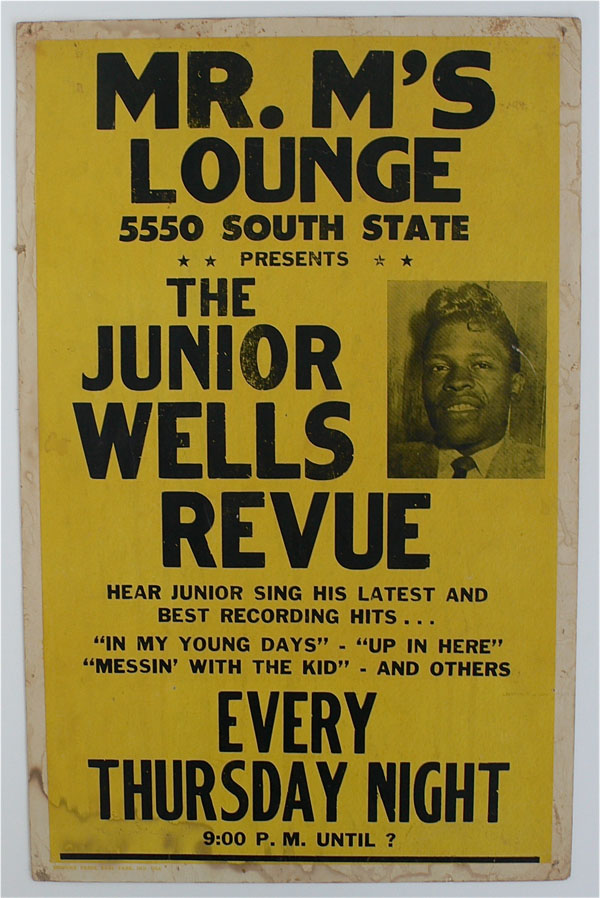 MR. M'S
LOUNGE
5550 SOUTH STATE
★ ★ PRESENTS ★ ★
THE
JUNIOR
WELLS
REVUE
HEAR JUNIOR SING HIS LATEST AND
BEST RECORDING HITS . . .
“IN MY YOUNG DAYS” - “UP IN HERE”
“MESSIN’ WITH THE KID” - AND OTHERS
EVERY
THURSDAY NIGHT
9:00 P. M. UNTIL ?